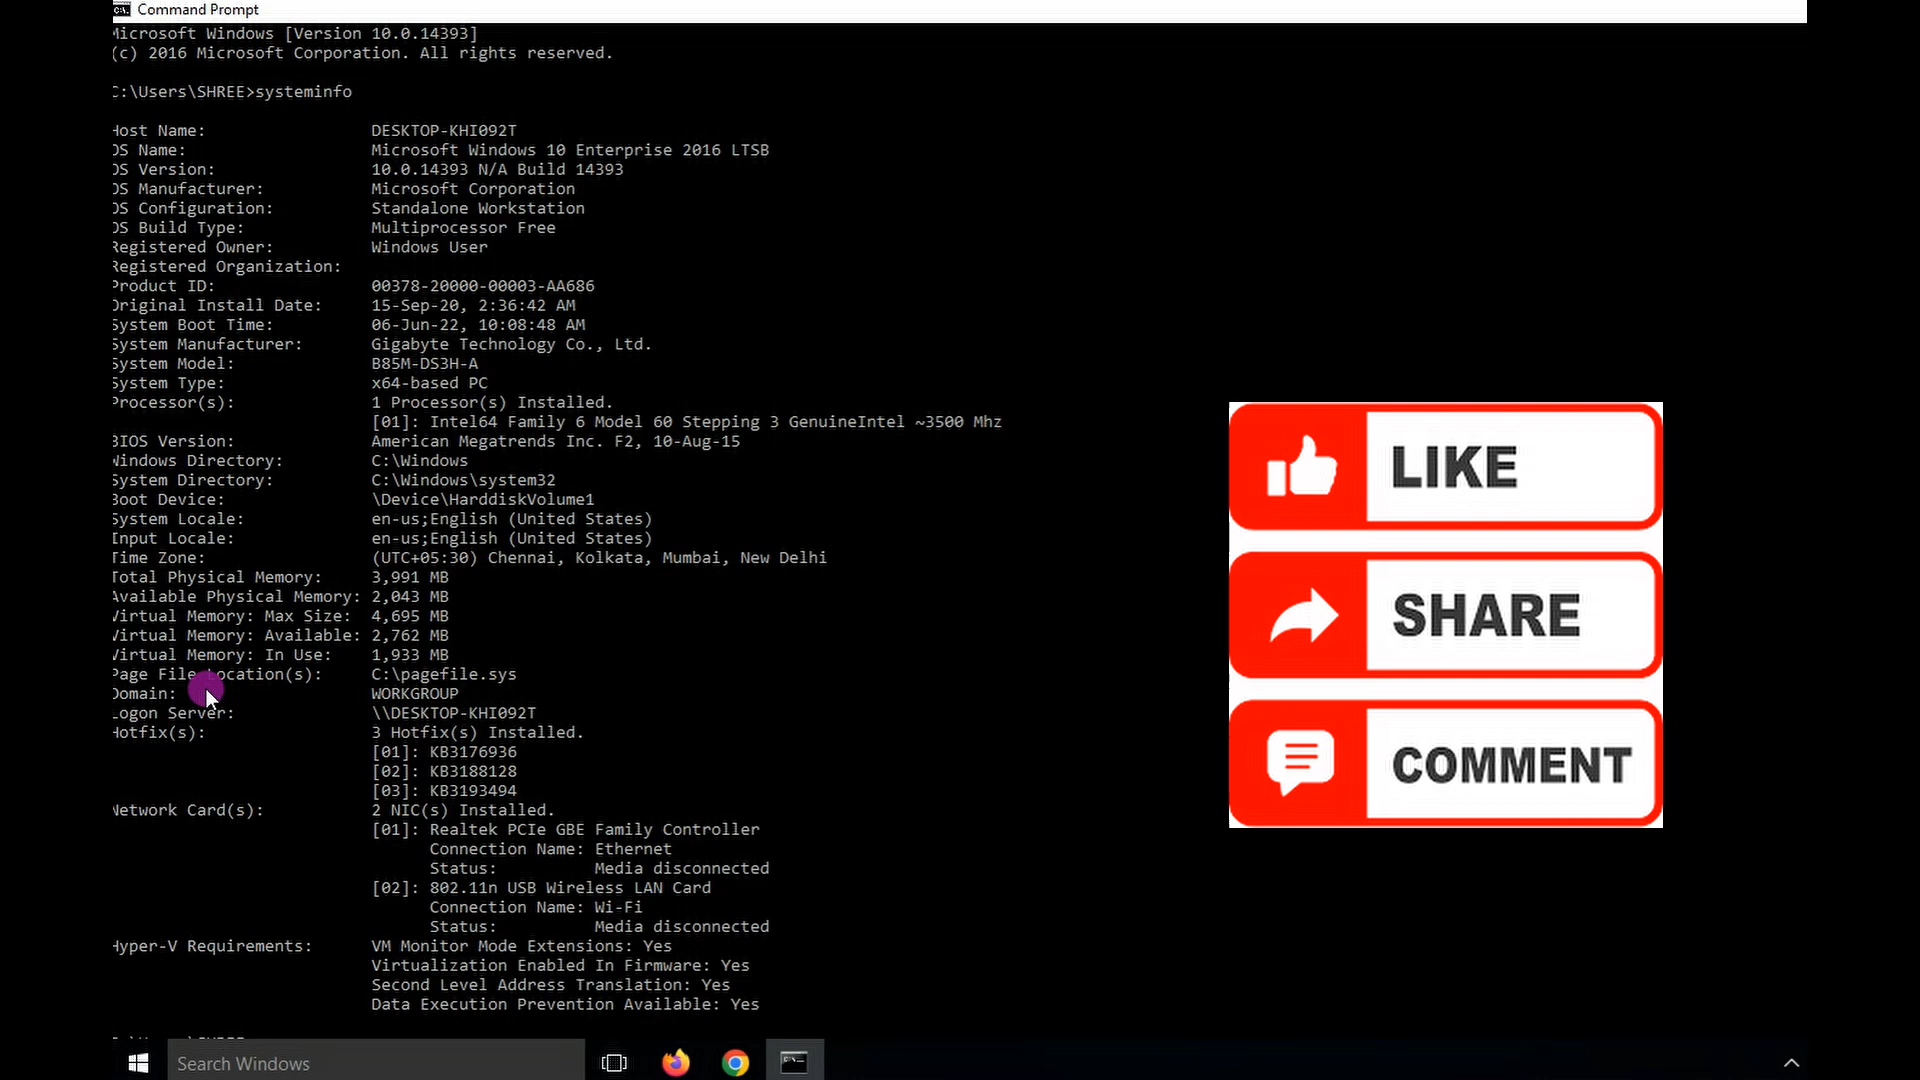 Command Prompt
Microsoft Windows [Version 10.0.14393]
(c) 2016 Microsoft Corporation. All rights reserved.
C:\Users\SHREE>systeminfo
Host Name: DESKTOP-KHI092T
OS Name: Microsoft Windows 10 Enterprise 2016 LTSB
OS Version: 10.0.14393 N/A Build 14393
OS Manufacturer: Microsoft Corporation
OS Configuration: Standalone Workstation
OS Build Type: Multiprocessor Free
Registered Owner: Windows User
Registered Organization:
Product ID: 00378-20000-00003-AA686
Original Install Date: 15-Sep-20, 2:36:42 AM
System Boot Time: 06-Jun-22, 10:08:48 AM
System Manufacturer: Gigabyte Technology Co., Ltd.
System Model: B85M-DS3H-A
System Type: x64-based PC
Processor(s): 1 Processor(s) Installed.
[01]: Intel64 Family 6 Model 60 Stepping 3 GenuineIntel ~3500 Mhz
BIOS Version: American Megatrends Inc. F2, 10-Aug-15
Windows Directory: C:\Windows
System Directory: C:\Windows\system32
Boot Device: \Device\HarddiskVolume1
System Locale: en-us;English (United States)
Input Locale: en-us;English (United States)
Time Zone: (UTC+05:30) Chennai, Kolkata, Mumbai, New Delhi
Total Physical Memory: 3,991 MB
Available Physical Memory: 2,043 MB
Virtual Memory: Max Size: 4,695 MB
Virtual Memory: Available: 2,762 MB
Virtual Memory: In Use: 1,933 MB
Page File Location(s): C:\pagefile.sys
Domain: WORKGROUP
Logon Server: \\DESKTOP-KHI092T
Hotfix(s): 3 Hotfix(s) Installed.
[01]: KB3176936
[02]: KB3188128
[03]: KB3193494
Network Card(s): 2 NIC(s) Installed.
[01]: Realtek PCIe GBE Family Controller
Connection Name: Ethernet
Status: Media disconnected
[02]: 802.11n USB Wireless LAN Card
Connection Name: Wi-Fi
Status: Media disconnected
Hyper-V Requirements: VM Monitor Mode Extensions: Yes
Virtualization Enabled In Firmware: Yes
Second Level Address Translation: Yes
Data Execution Prevention Available: Yes
LIKE
SHARE
COMMENT
Search Windows